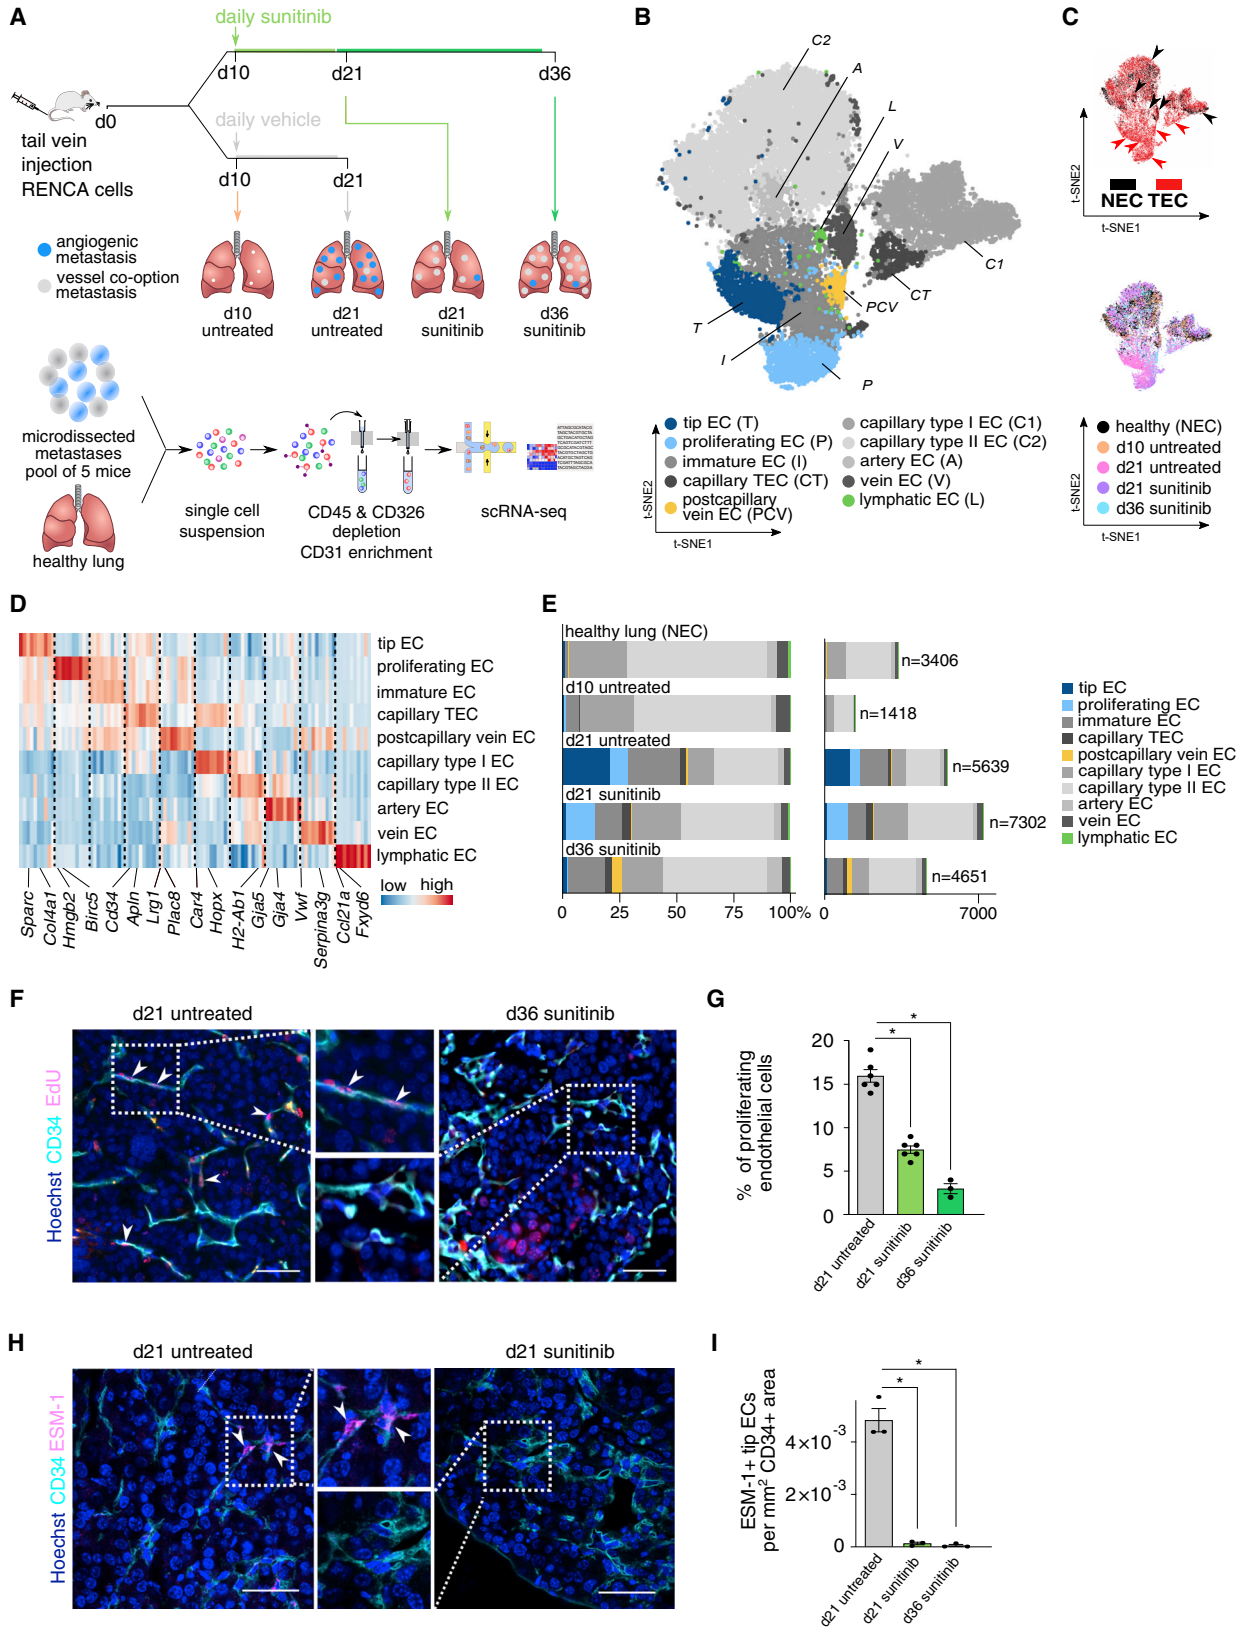 A
daily sunitinib
d10
d21
d36
d0
tail vein
injection
RENCA cells
daily vehicle
d10
d21
angiogenic
metastasis
vessel co-option
metastasis
d10
untreated
d21
untreated
d21
sunitinib
d36
sunitinib
microdissected
metastases
pool of 5 mice
healthy lung
single cell
suspension
CD45 & CD326
depletion
CD31 enrichment
scRNA-seq
B
C2
A
L
V
C1
CT
PCV
T
I
P
tip EC (T)
proliferating EC (P)
immature EC (I)
capillary TEC (CT)
postcapillary
vein EC (PCV)
capillary type I EC (C1)
capillary type II EC (C2)
artery EC (A)
vein EC (V)
lymphatic EC (L)
t-SNE2
t-SNE1
C
t-SNE2
NEC TEC
t-SNE1
healthy (NEC)
d10 untreated
d21 untreated
d21 sunitinib
d36 sunitinib
t-SNE2
t-SNE1
D
tip EC
proliferating EC
immature EC
capillary TEC
postcapillary vein EC
capillary type I EC
capillary type II EC
artery EC
vein EC
lymphatic EC
low high
Sparc
Col4a1
Hmgb2
Birc5
Cd34
Apln
Lrg1
Plac8
Car4
Hopx
H2-Ab1
Gja5
Gja4
Vwf
Serpina3g
Ccl21a
Fxyd6
E
healthy lung (NEC)
n=3406
d10 untreated
n=1418
d21 untreated
n=5639
d21 sunitinib
n=7302
d36 sunitinib
n=4651
0 25 50 75 100%
0 7000
tip EC
proliferating EC
immature EC
capillary TEC
postcapillary vein EC
capillary type I EC
capillary type II EC
artery EC
vein EC
lymphatic EC
F
d21 untreated
d36 sunitinib
Hoechst CD34 EdU
G
% of proliferating
endothelial cells
20
15
10
5
0
*
*
d21 untreated
d21 sunitinib
d36 sunitinib
H
d21 untreated
d21 sunitinib
Hoechst CD34 ESM-1
I
ESM-1+ tip ECs
per mm² CD34+ area
4×10⁻³
2×10⁻³
0
*
*
d21 untreated
d21 sunitinib
d36 sunitinib